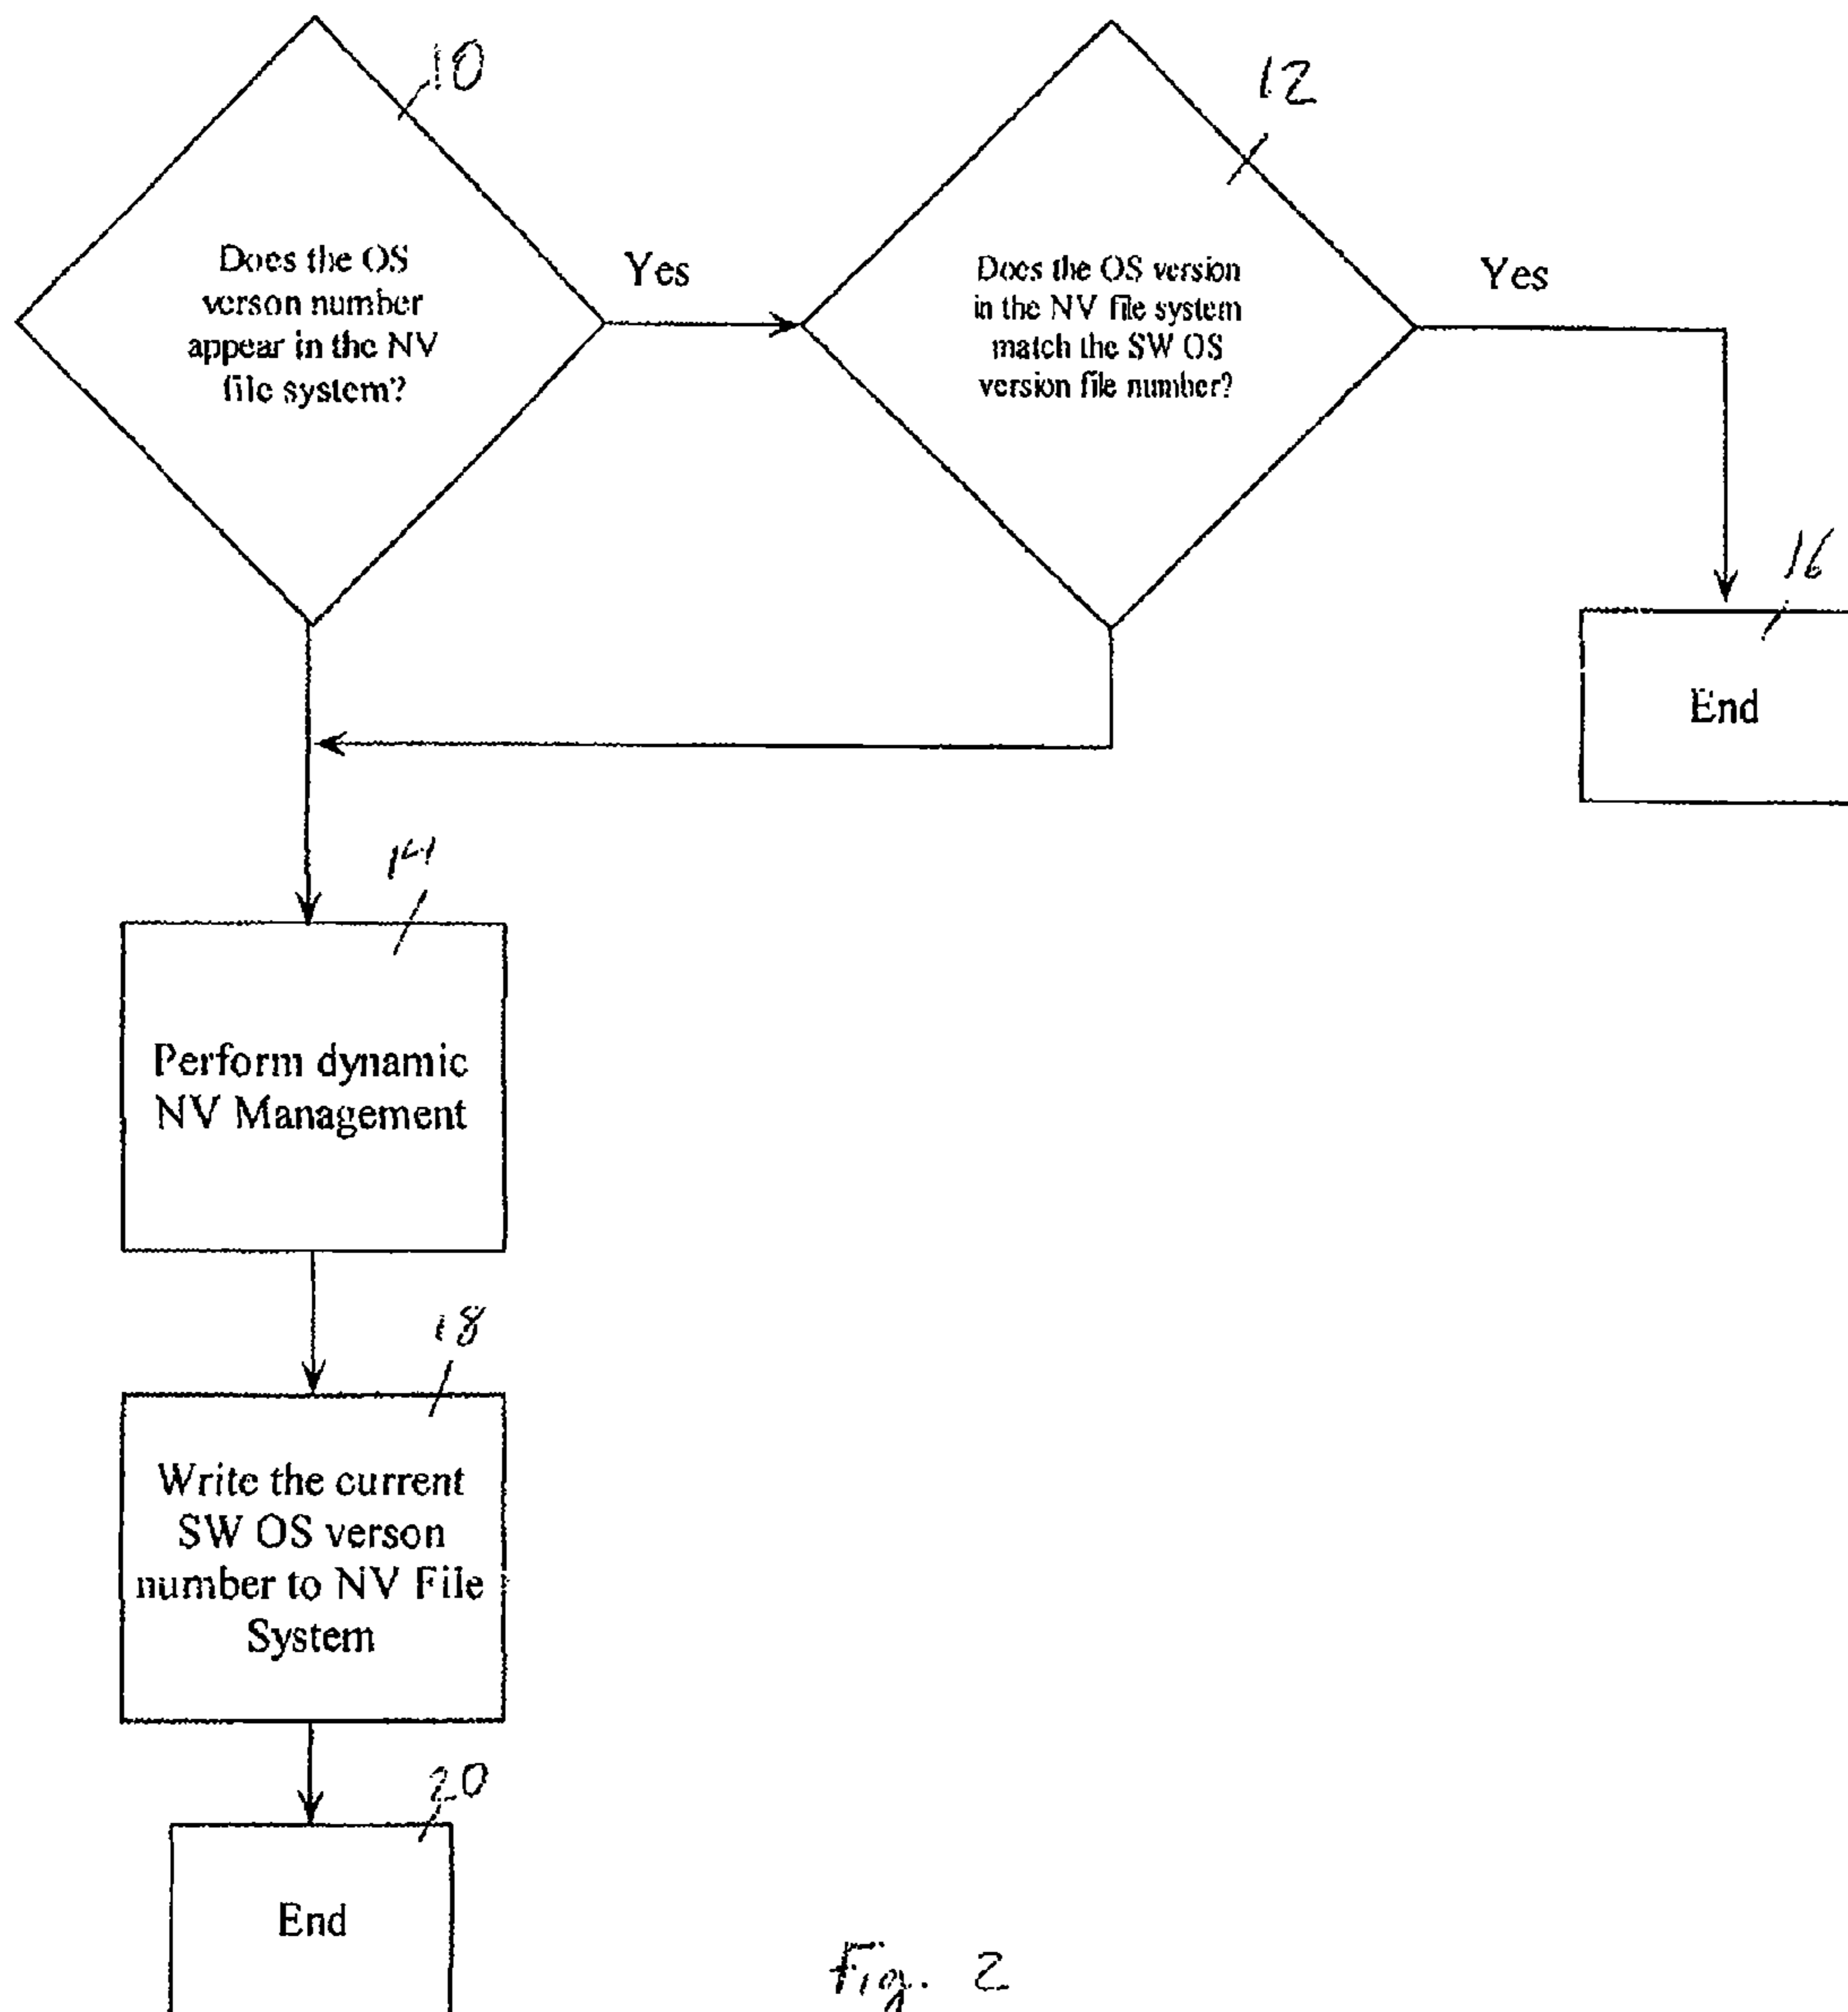 10
12
Does the OS
verson number
appear in the NV
file system?
Yes
Does the OS version
in the NV file system
match the SW OS
version file number?
Yes
16
End
14
Perform dynamic
NV Management
18
Write the current
SW OS verson
number to NV File
System
20
End
Fig. 2